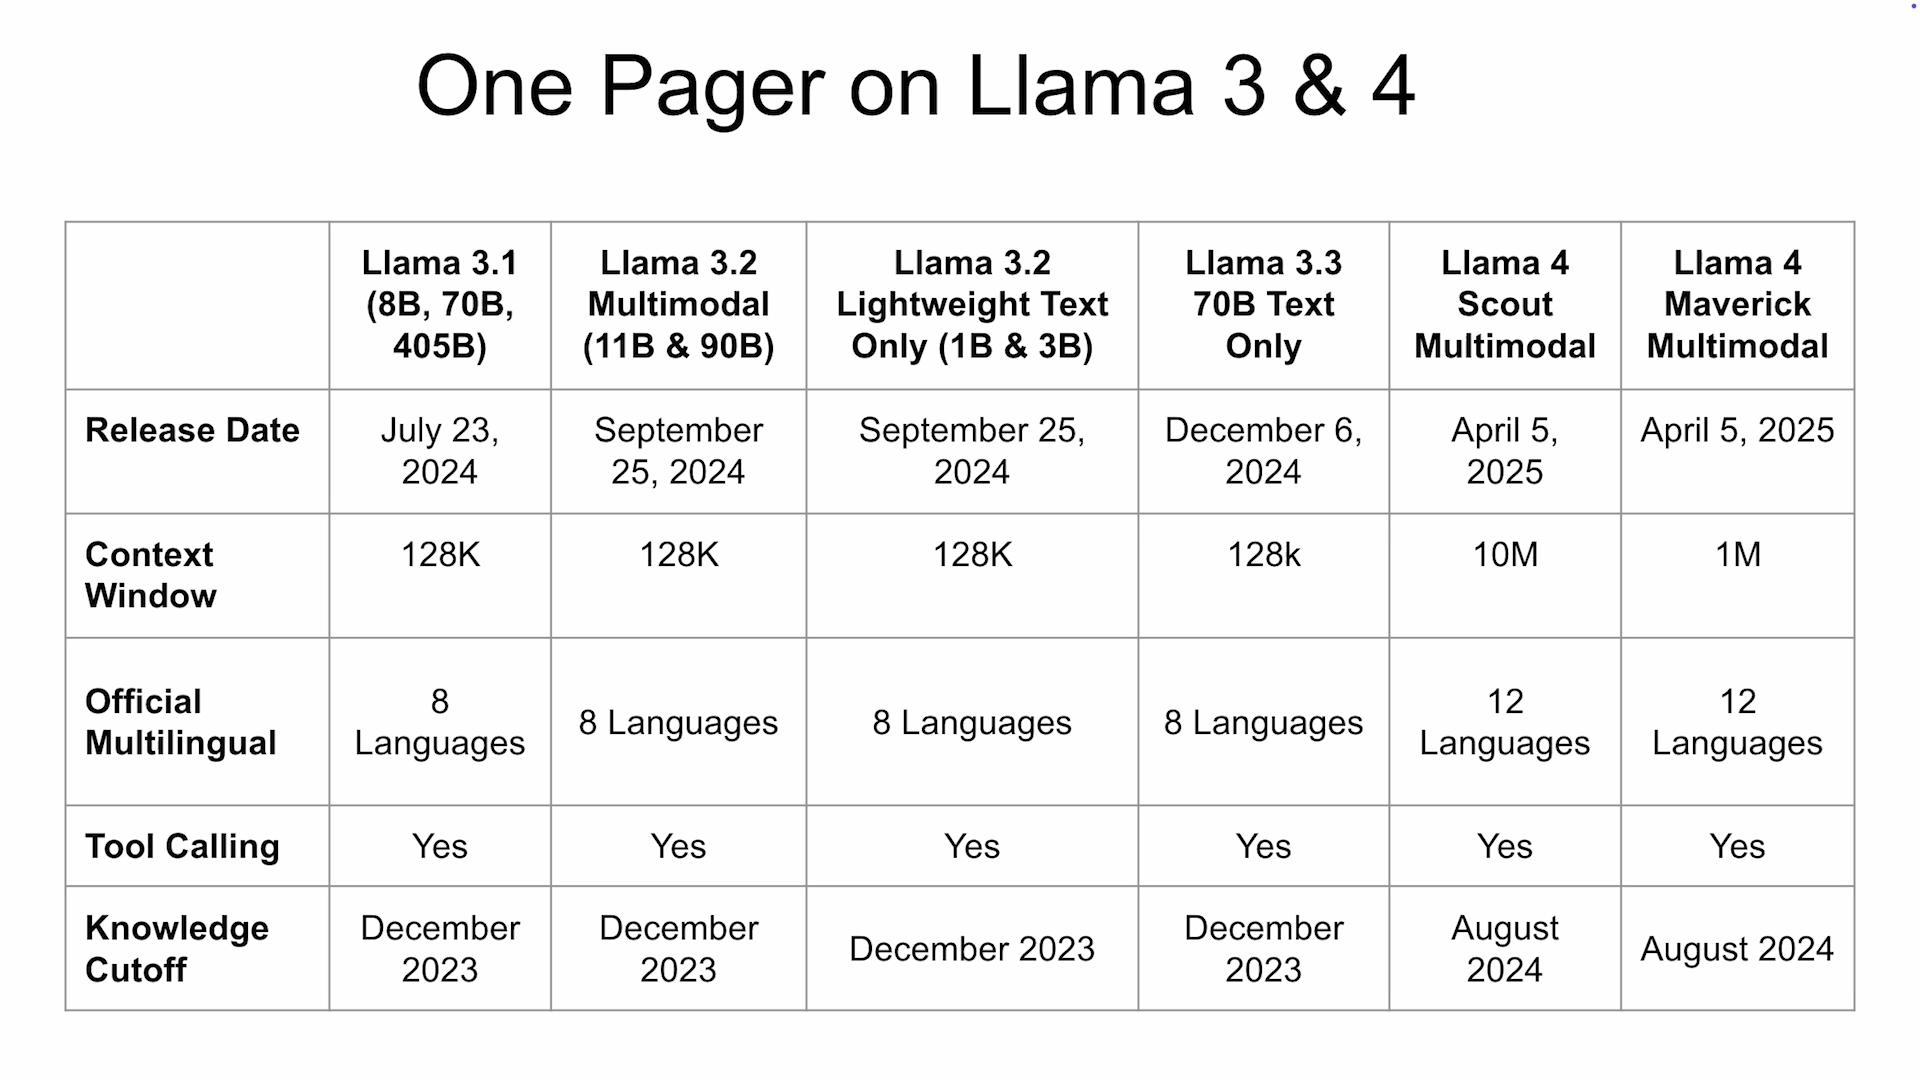 One Pager on Llama 3 & 4
Llama 3.1
(8B, 70B,
405B)
Llama 3.2
Multimodal
(11B & 90B)
Llama 3.2
Lightweight Text
Only (1B & 3B)
Llama 3.3
70B Text
Only
Llama 4
Scout
Multimodal
Llama 4
Maverick
Multimodal
Release Date
July 23,
2024
September
25, 2024
September 25,
2024
December 6,
2024
April 5,
2025
April 5, 2025
Context
Window
128K
128K
128K
128k
10M
1M
Official
Multilingual
8
Languages
8 Languages
8 Languages
8 Languages
12
Languages
12
Languages
Tool Calling
Yes
Yes
Yes
Yes
Yes
Yes
Knowledge
Cutoff
December
2023
December
2023
December 2023
December
2023
August
2024
August 2024